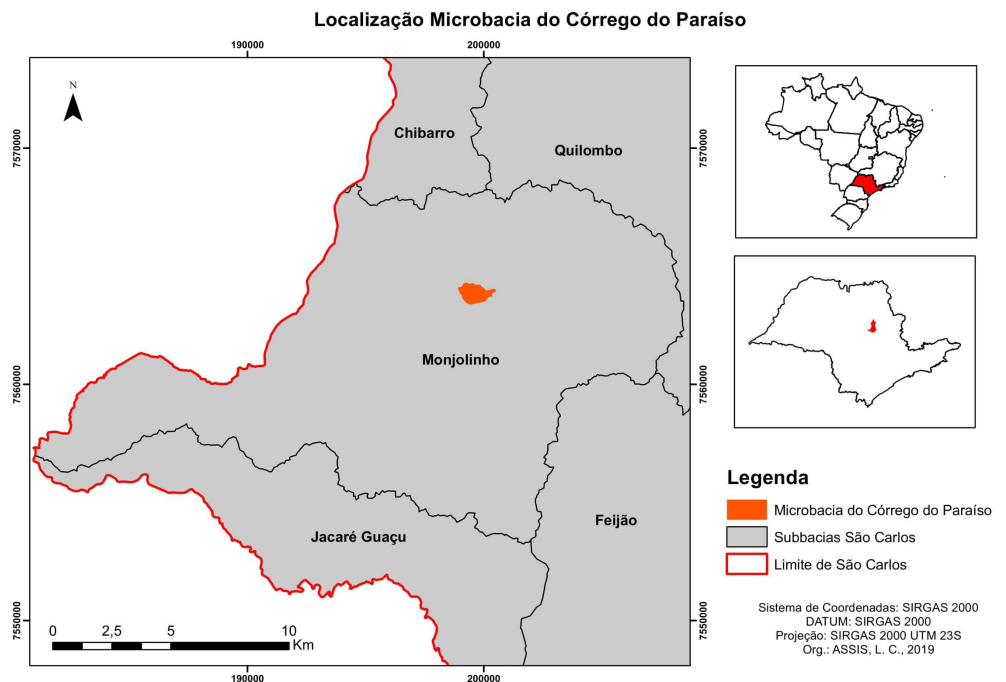 Localização Microbacia do Córrego do Paraíso
190000
200000
N
Chibarro
Quilombo
7570000
7570000
Monjolinho
7560000
7560000
Jacaré Guaçu
Feijão
7550000
7550000
0 2,5 5 10
Km
190000
200000
Legenda
Microbacia do Córrego do Paraíso
Subbacias São Carlos
Limite de São Carlos
Sistema de Coordenadas: SIRGAS 2000
DATUM: SIRGAS 2000
Projeção: SIRGAS 2000 UTM 23S
Org.: ASSIS, L. C., 2019